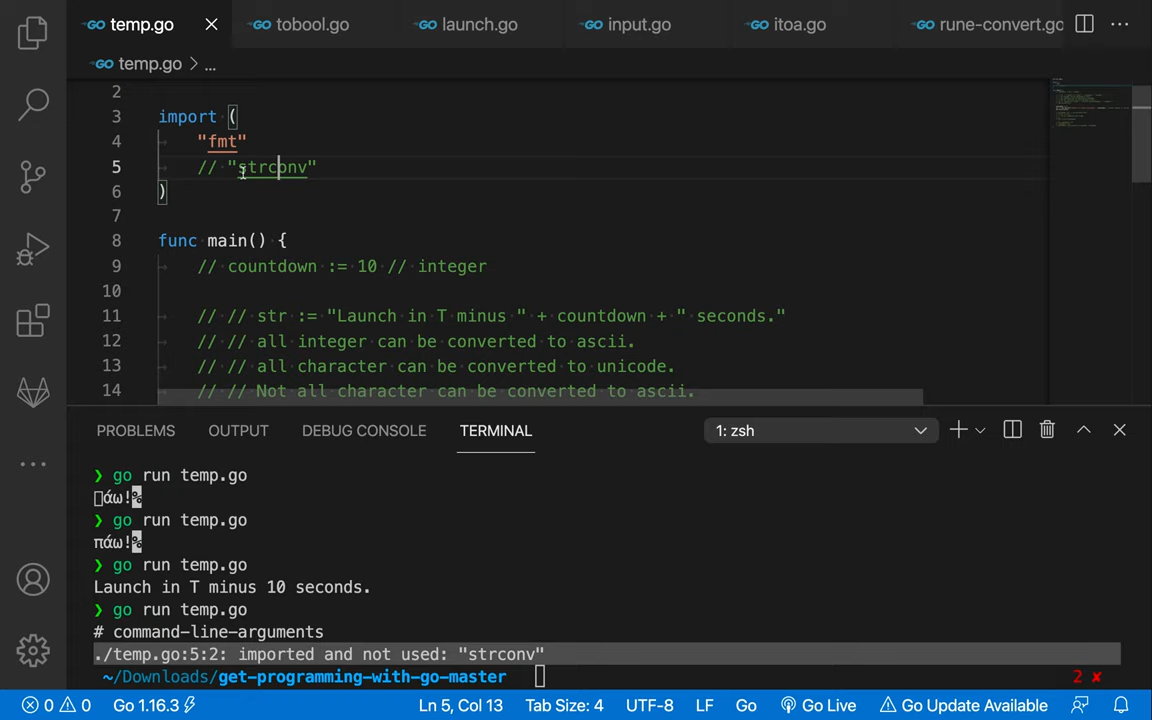 temp.go
tobool.go
launch.go
input.go
itoa.go
rune-convert.go
temp.go > ...
2
3 import (
4 "fmt"
5 // "strconv"
6 )
7
8 func main() {
9 // countdown := 10 // integer
10
11 // // str := "Launch in T minus " + countdown + " seconds."
12 // // all integer can be converted to ascii.
13 // // all character can be converted to unicode.
14 // // Not all character can be converted to ascii.
PROBLEMS OUTPUT DEBUG CONSOLE TERMINAL 1: zsh
❯ go run temp.go
άω!%
❯ go run temp.go
πάω!%
❯ go run temp.go
Launch in T minus 10 seconds.
❯ go run temp.go
# command-line-arguments
./temp.go:5:2: imported and not used: "strconv"
~/Downloads/get-programming-with-go-master 2 ✘
0 0 Go 1.16.3 Ln 5, Col 13 Tab Size: 4 UTF-8 LF Go Go Live Go Update Available